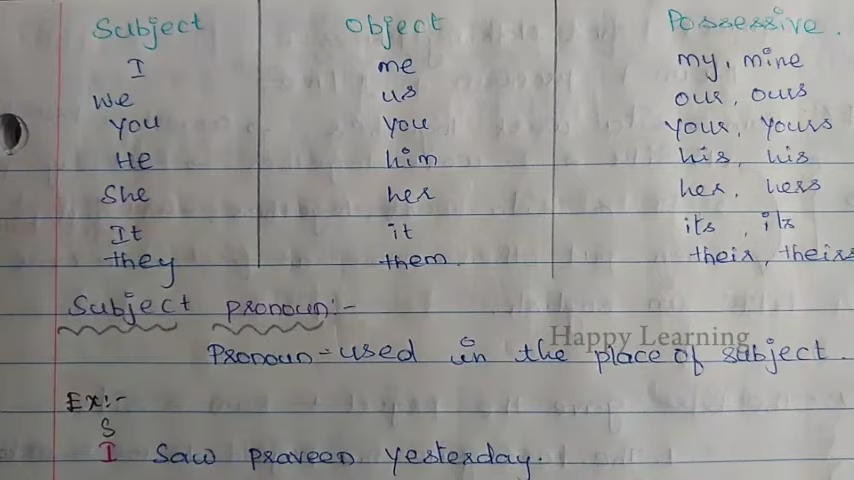 Subject Object Possessive.
I me my, mine
we us our, ours
you you your, yours
He him his, his
She her her, hers
It it its, its
they them. their, theirs
Subject pronoun:-
Happy Learning
Pronoun = used in the place of subject.
Ex:-
S
I saw praveen yesterday.